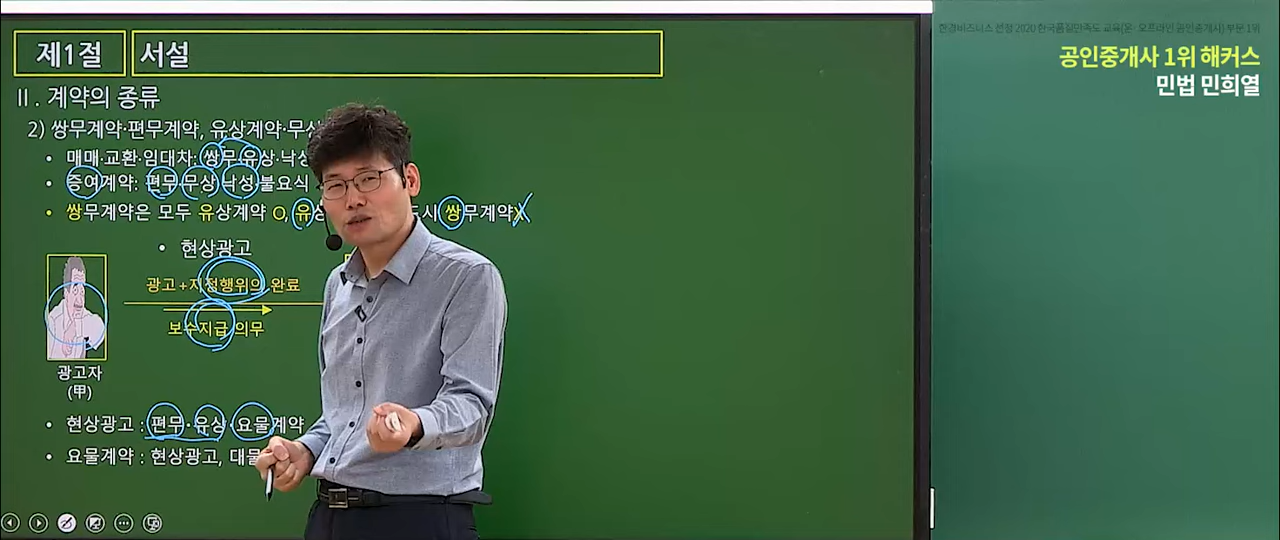 한경비즈니스 선정 2020 한국품질만족도 교육(온·오프라인 공인중개사) 부문 1위
공인중개사 1위 해커스
민법 민희열
제1절 서설
Ⅱ. 계약의 종류
2) 쌍무계약·편무계약, 유상계약·무상
• 매매·교환·임대차: 쌍무·유상·낙성
• 증여계약: 편무·무상·낙성·불요식
• 쌍무계약은 모두 유상계약 O, 유상 시 쌍무계약X
• 현상광고
광고+지정행위의 완료
보수지급 의무
광고자
(甲)
• 현상광고 : 편무·유상·요물계약
• 요물계약 : 현상광고, 대물